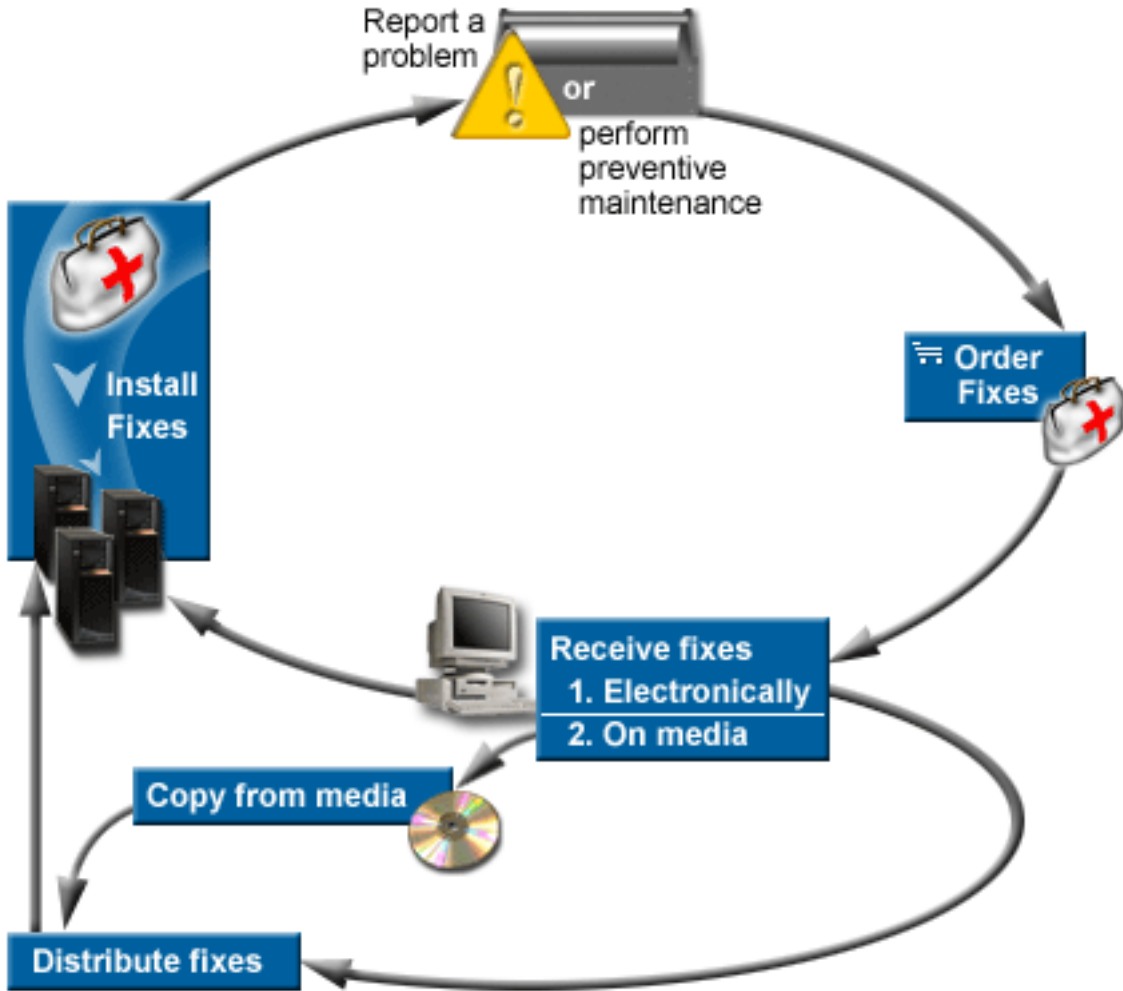 Report a
problem
or
perform
preventive
maintenance
Install
Fixes
Order
Fixes
Receive fixes
1. Electronically
2. On media
Copy from media
Distribute fixes